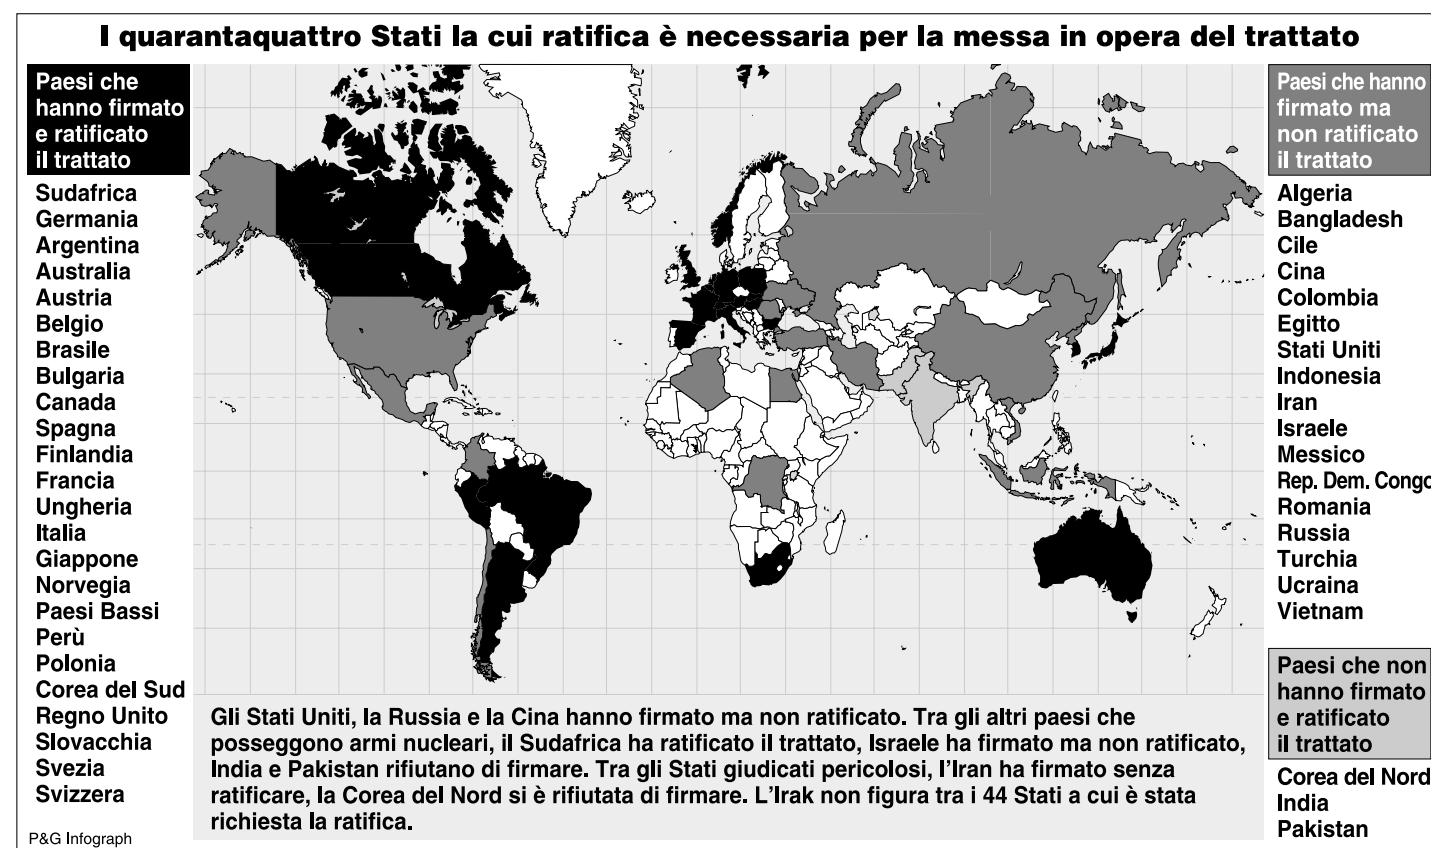 I quarantaquattro Stati la cui ratifica è necessaria per la messa in opera del trattato
Paesi che
hanno firmato
e ratificato
il trattato
Sudafrica
Germania
Argentina
Australia
Austria
Belgio
Brasile
Bulgaria
Canada
Spagna
Finlandia
Francia
Ungheria
Italia
Giappone
Norvegia
Paesi Bassi
Perù
Polonia
Corea del Sud
Regno Unito
Slovacchia
Svezia
Svizzera
P&G Infograph
Gli Stati Uniti, la Russia e la Cina hanno firmato ma non ratificato. Tra gli altri paesi che
posseggono armi nucleari, il Sudafrica ha ratificato il trattato, Israele ha firmato ma non ratificato,
India e Pakistan rifiutano di firmare. Tra gli Stati giudicati pericolosi, l'Iran ha firmato senza
ratificare, la Corea del Nord si è rifiutata di firmare. L'Irak non figura tra i 44 Stati a cui è stata
richiesta la ratifica.
Paesi che hanno
firmato ma
non ratificato
il trattato
Algeria
Bangladesh
Cile
Cina
Colombia
Egitto
Stati Uniti
Indonesia
Iran
Israele
Messico
Rep. Dem. Congo
Romania
Russia
Turchia
Ucraina
Vietnam
Paesi che non
hanno firmato
e ratificato
il trattato
Corea del Nord
India
Pakistan